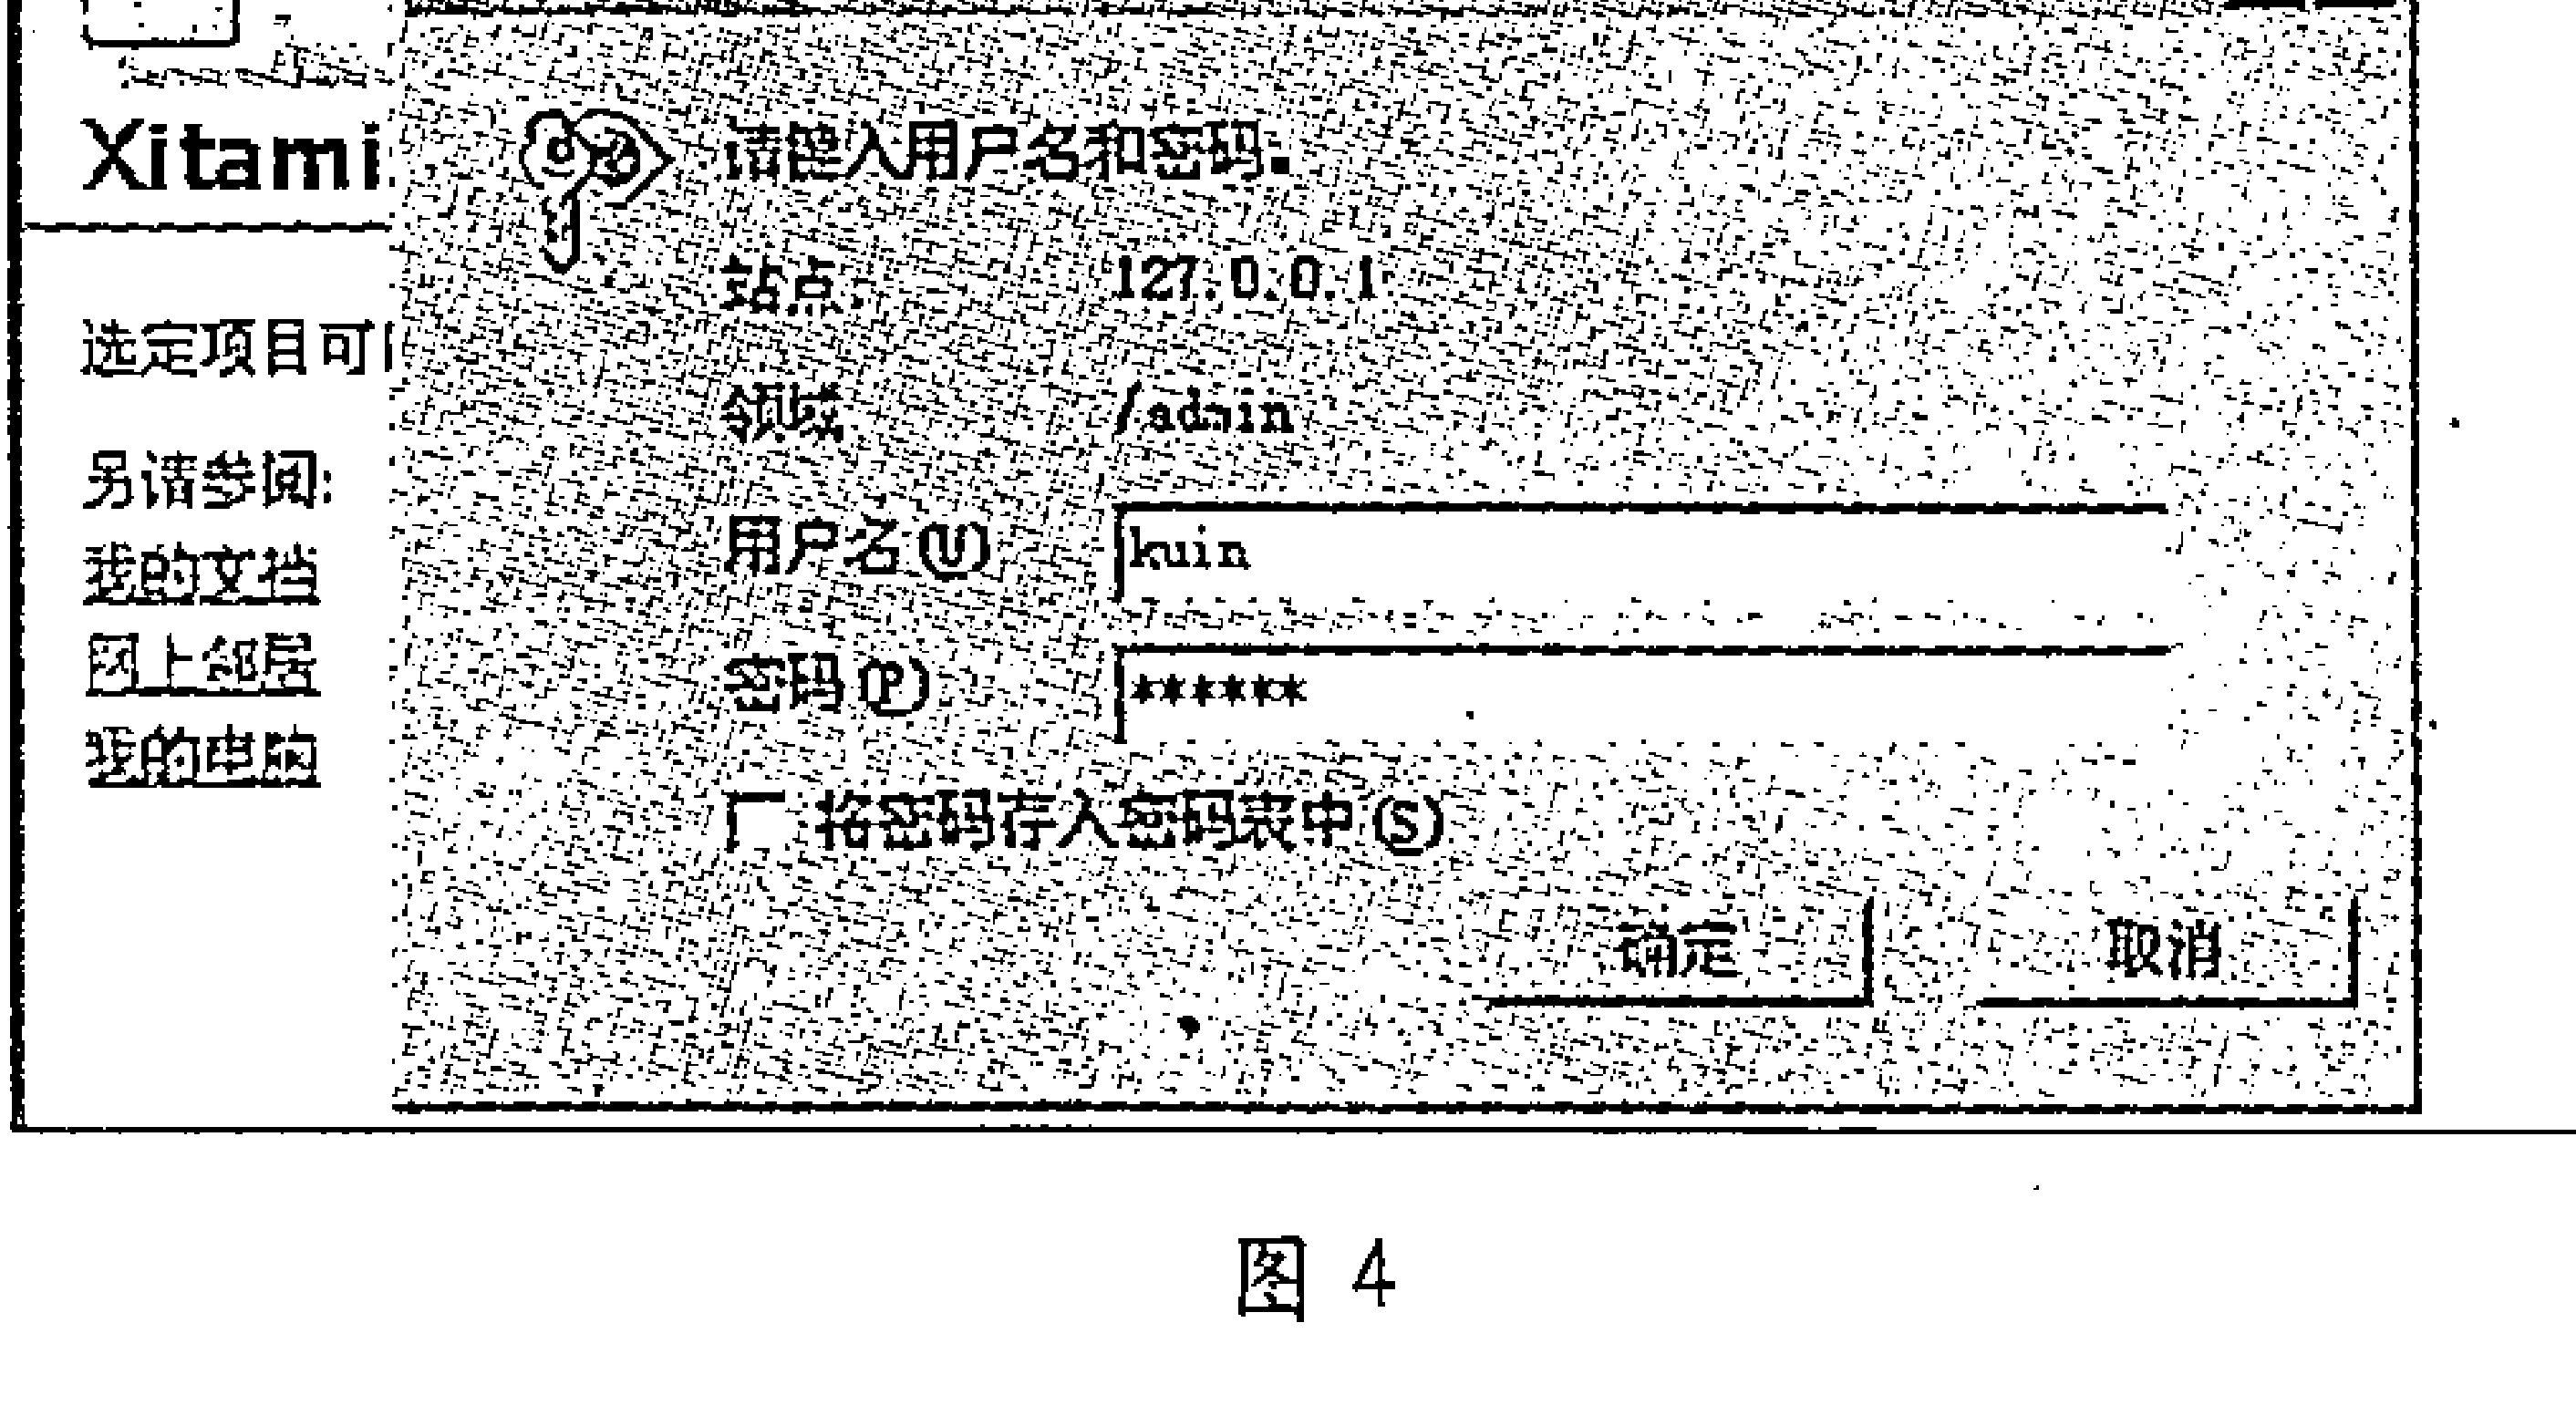 Xitami
选定项目可
另请参阅:
我的文档
网上邻居
我的电脑
请键入用户名和密码.
站点: 127.0.0.1
领域 /admin
用户名(U) kuin
密码(P) ******
将密码存入密码表中(S)
确定 取消
图 4